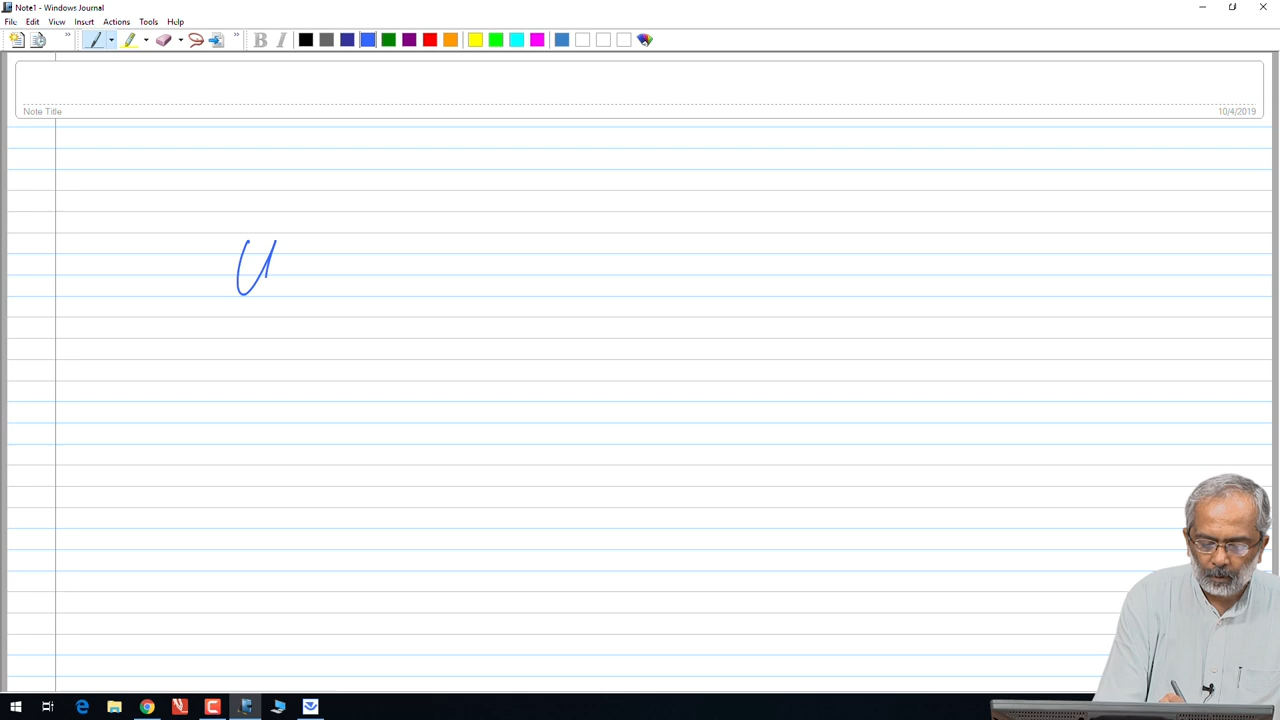 Note1 - Windows Journal
File Edit View Insert Actions Tools Help
B I
Note Title
10/4/2019
U